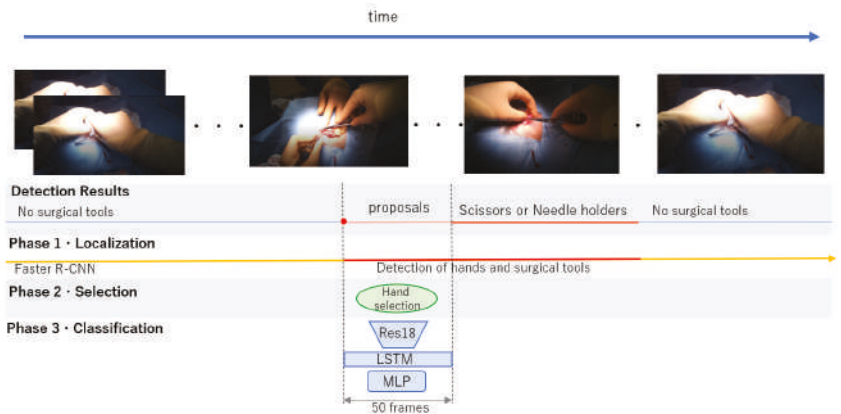 time
Detection Results
No surgical tools
proposals
Scissors or Needle holders
No surgical tools
Phase 1・Localization
Faster R-CNN
Detection of hands and surgical tools
Phase 2・Selection
Hand
selection
Phase 3・Classification
Res18
LSTM
MLP
50 frames